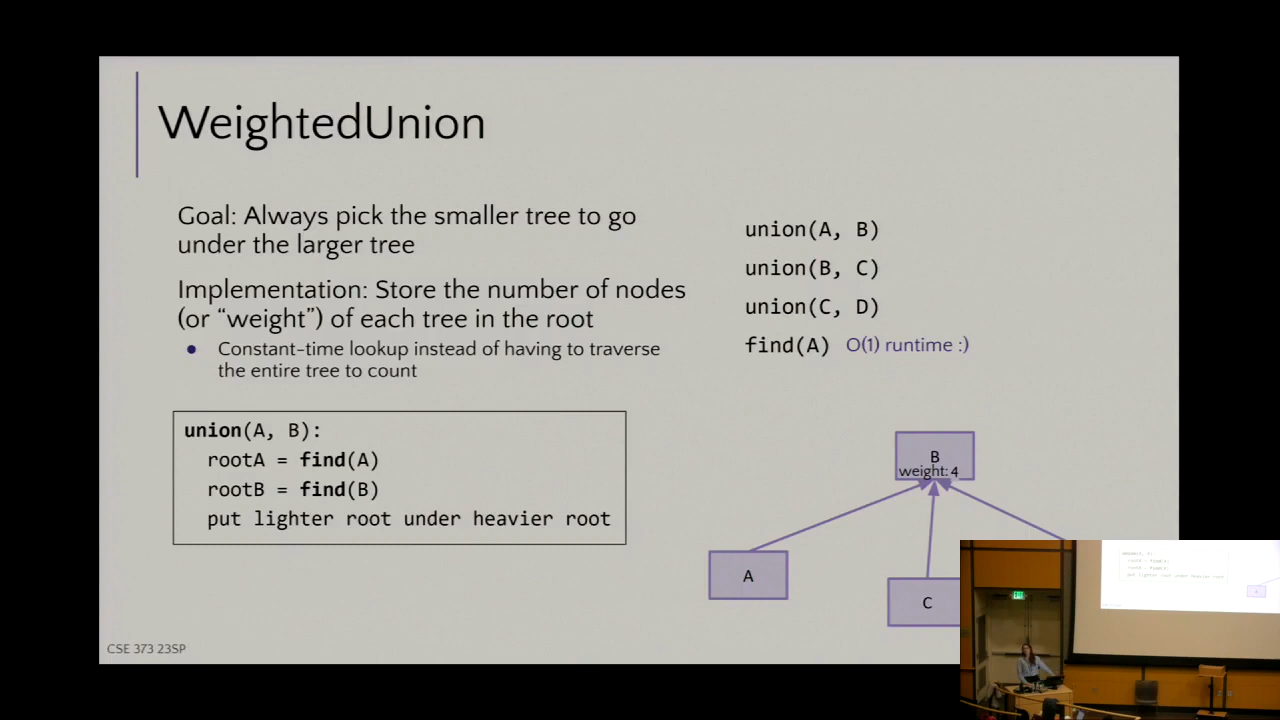 WeightedUnion
Goal: Always pick the smaller tree to go
under the larger tree
Implementation: Store the number of nodes
(or “weight”) of each tree in the root
● Constant-time lookup instead of having to traverse
the entire tree to count
union(A, B):
rootA = find(A)
rootB = find(B)
put lighter root under heavier root
union(A, B)
union(B, C)
union(C, D)
find(A) O(1) runtime :)
B
weight: 4
A
C
CSE 373 23SP